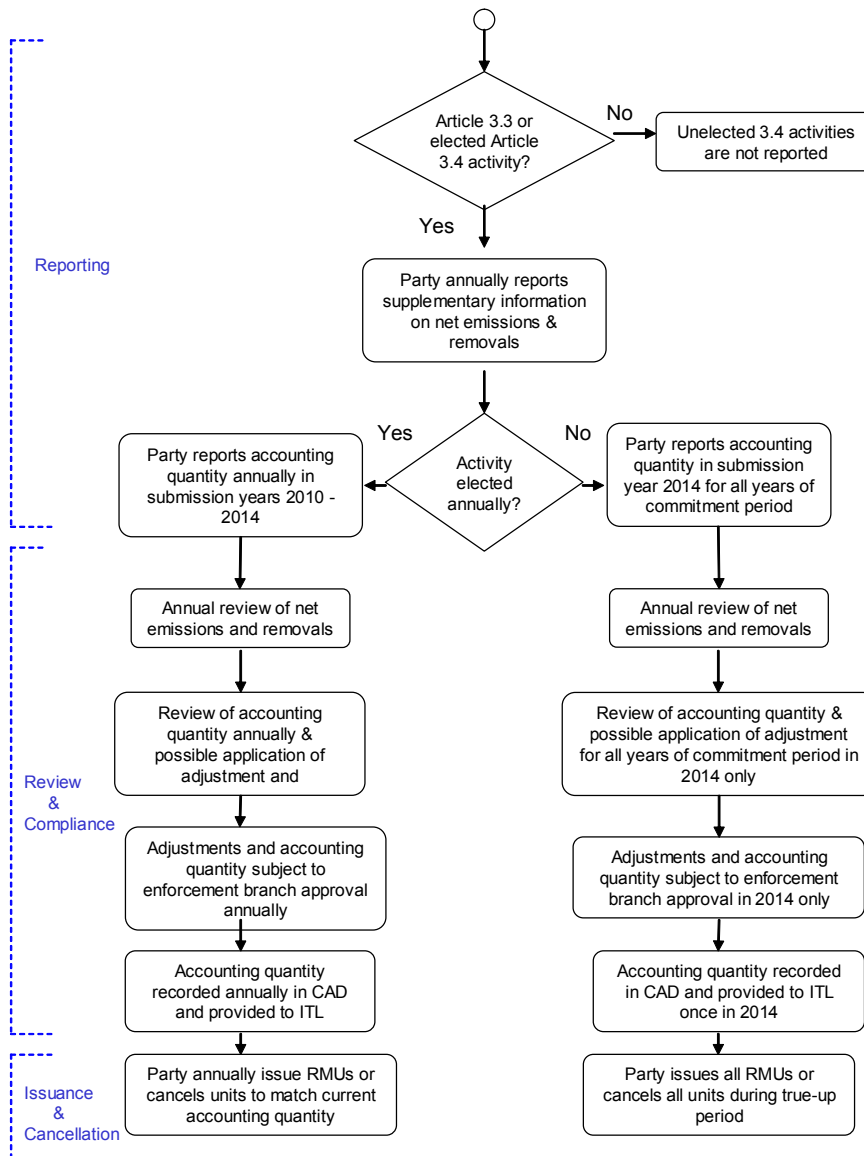 Article 3.3 or
elected Article
3.4 activity?
No
Unelected 3.4 activities
are not reported
Yes
Reporting
Party annually reports
supplementary information
on net emissions &
removals
Yes
No
Party reports accounting
quantity annually in
submission years 2010 -
2014
Activity
elected
annually?
Party reports accounting
quantity in submission
year 2014 for all years of
commitment period
Annual review of net
emissions and removals
Annual review of net
emissions and removals
Review of accounting
quantity annually &
possible application of
adjustment and
Review of accounting quantity &
possible application of adjustment
for all years of commitment period in
2014 only
Review
&
Compliance
Adjustments and accounting
quantity subject to
enforcement branch approval
annually
Adjustments and accounting
quantity subject to enforcement
branch approval in 2014 only
Accounting quantity
recorded annually in CAD
and provided to ITL
Accounting quantity recorded
in CAD and provided to ITL
once in 2014
Issuance
&
Cancellation
Party annually issue RMUs or
cancels units to match current
accounting quantity
Party issues all RMUs or
cancels all units during true-up
period